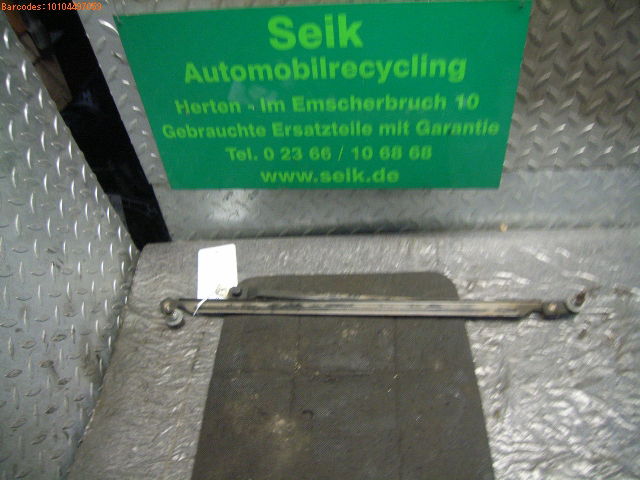 Barcodes:10104497059
Seik
Automobilrecycling
Herten - Im Emscherbruch 10
Gebrauchte Ersatzteile mit Garantie
Tel. 0 23 66 / 10 68 68
www.seik.de